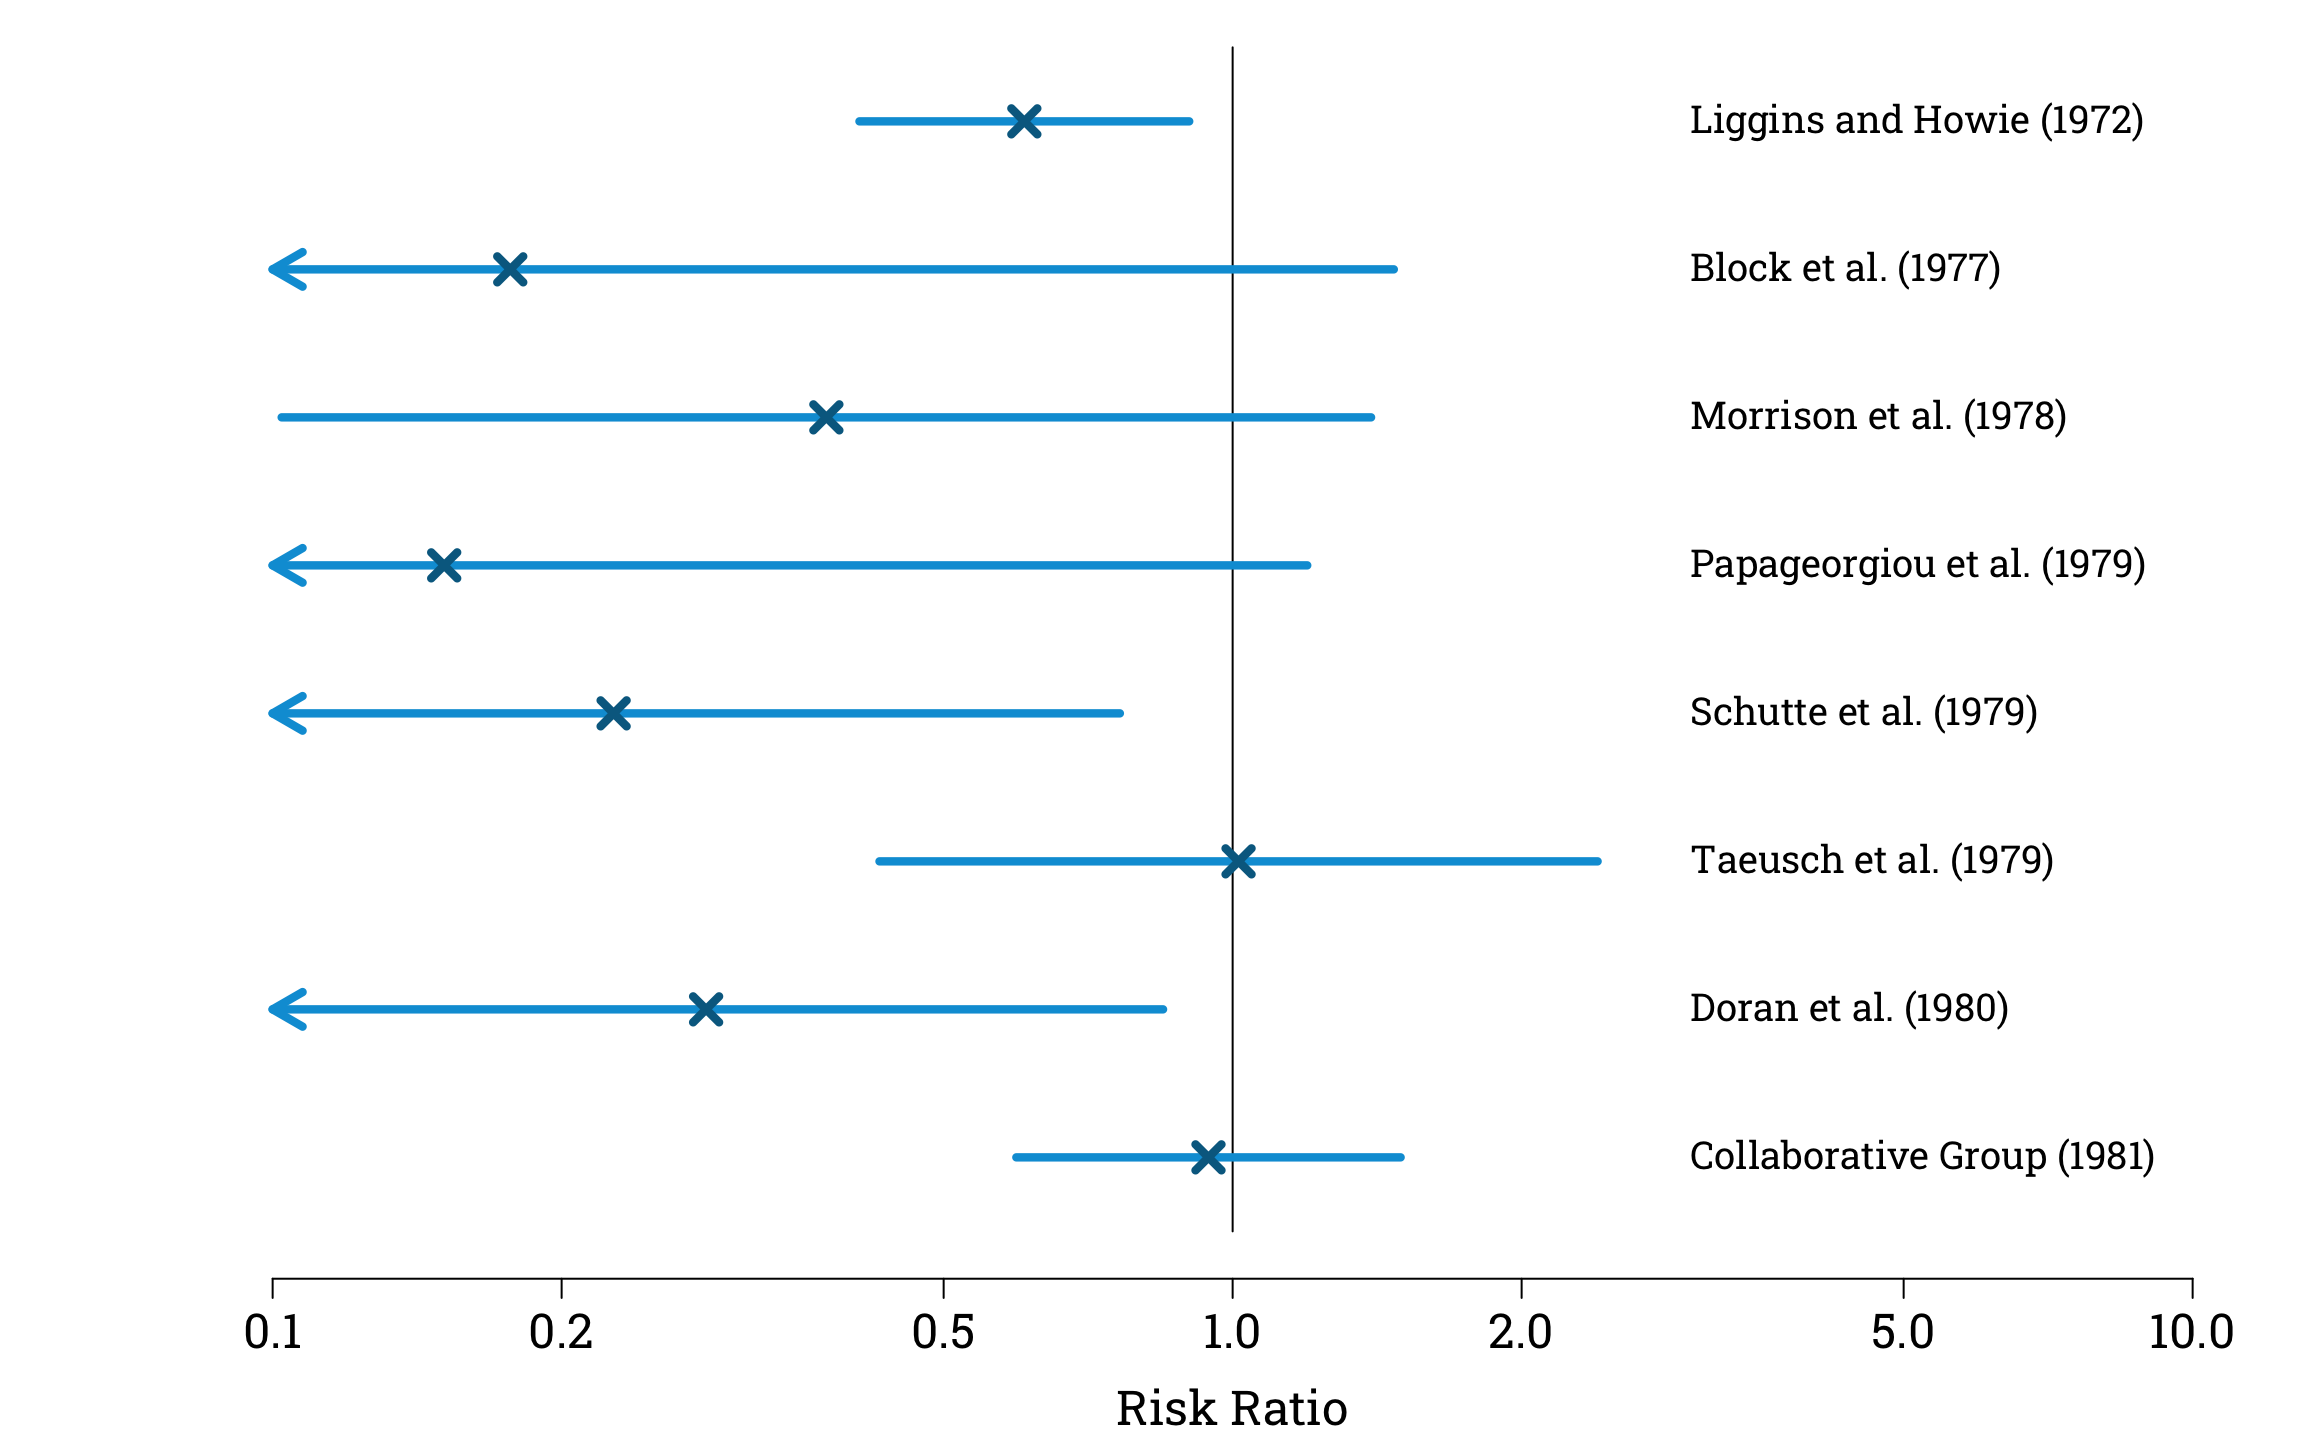 Liggins and Howie (1972)
Block et al. (1977)
Morrison et al. (1978)
Papageorgiou et al. (1979)
Schutte et al. (1979)
Taeusch et al. (1979)
Doran et al. (1980)
Collaborative Group (1981)
0.1 0.2 0.5 1.0 2.0 5.0 10.0
Risk Ratio